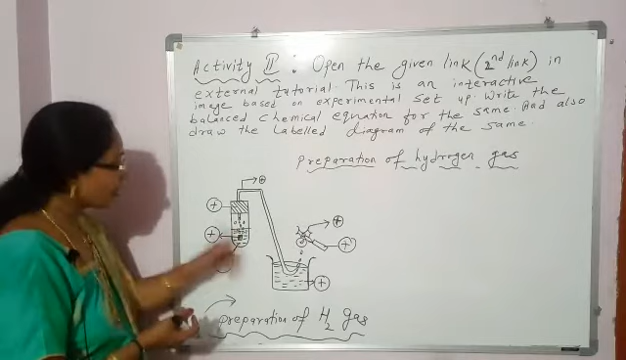 Activity II : Open the given link (2nd link) in
external tutorial. This is an interactive
image based on experimental set up. Write the
balanced chemical equation for the same. And also
draw the labelled diagram of the same.
Preparation of hydrogen gas
Preparation of H2 gas